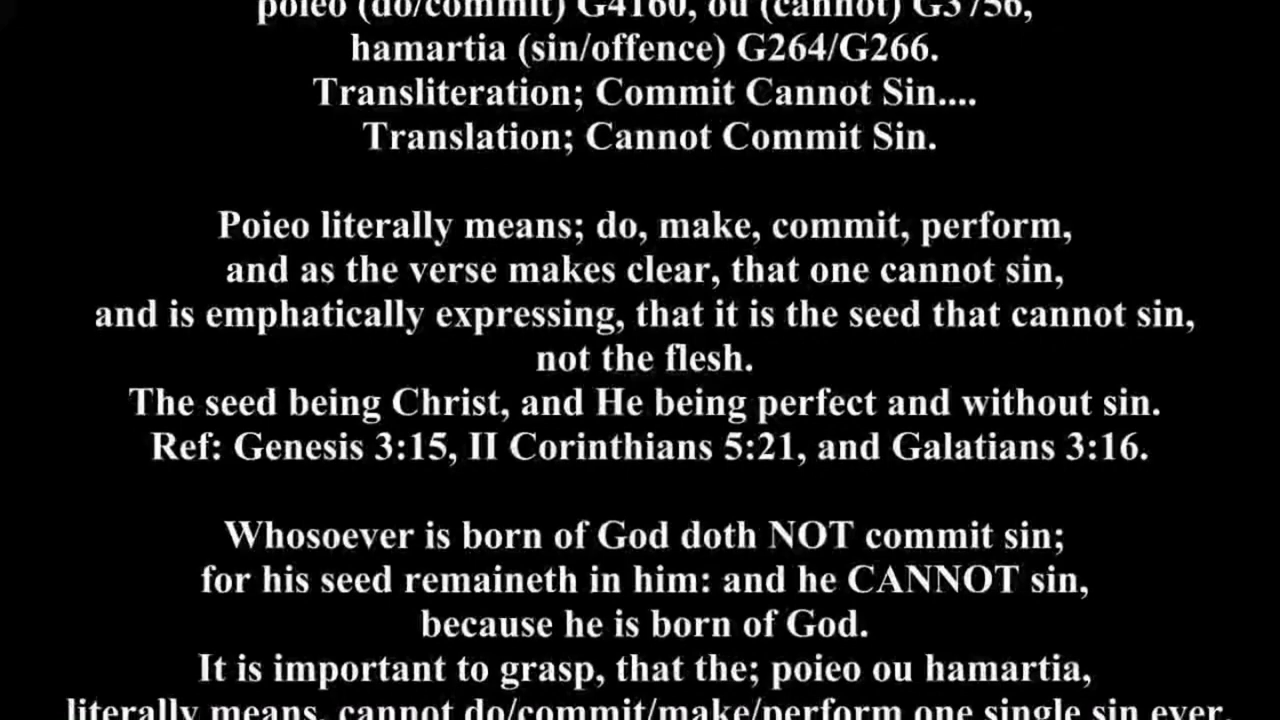 poieo (do/commit) G4160, ou (cannot) G3756,
hamartia (sin/offence) G264/G266.
Transliteration; Commit Cannot Sin....
Translation; Cannot Commit Sin.
Poieo literally means; do, make, commit, perform,
and as the verse makes clear, that one cannot sin,
and is emphatically expressing, that it is the seed that cannot sin,
not the flesh.
The seed being Christ, and He being perfect and without sin.
Ref: Genesis 3:15, II Corinthians 5:21, and Galatians 3:16.
Whosoever is born of God doth NOT commit sin;
for his seed remaineth in him: and he CANNOT sin,
because he is born of God.
It is important to grasp, that the; poieo ou hamartia,
literally means, cannot do/commit/make/perform one single sin ever.